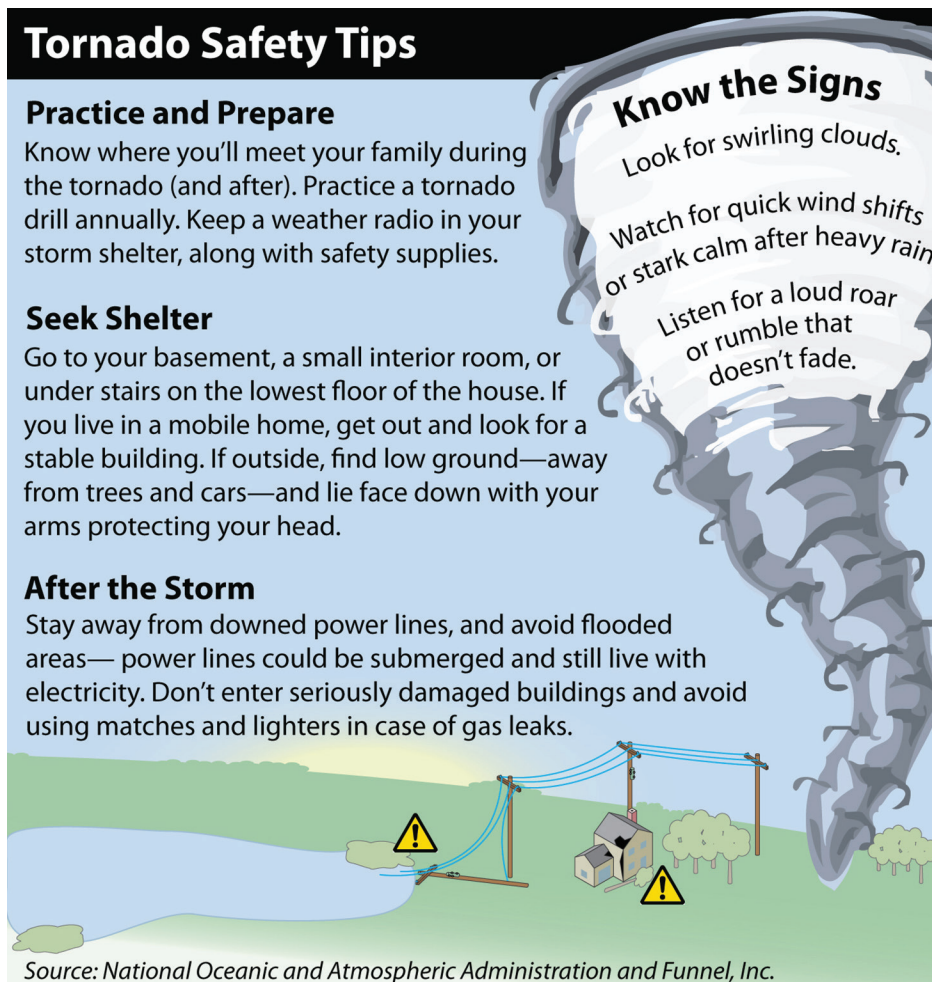 Tornado Safety Tips
Practice and Prepare
Know where you’ll meet your family during
the tornado (and after). Practice a tornado
drill annually. Keep a weather radio in your
storm shelter, along with safety supplies.
Seek Shelter
Go to your basement, a small interior room, or
under stairs on the lowest floor of the house. If
you live in a mobile home, get out and look for a
stable building. If outside, find low ground—away
from trees and cars—and lie face down with your
arms protecting your head.
After the Storm
Stay away from downed power lines, and avoid flooded
areas— power lines could be submerged and still live with
electricity. Don’t enter seriously damaged buildings and avoid
using matches and lighters in case of gas leaks.
Know the Signs
Look for swirling clouds.
Watch for quick wind shifts
or stark calm after heavy rain
Listen for a loud roar
or rumble that
doesn’t fade.
!
!
Source: National Oceanic and Atmospheric Administration and Funnel, Inc.